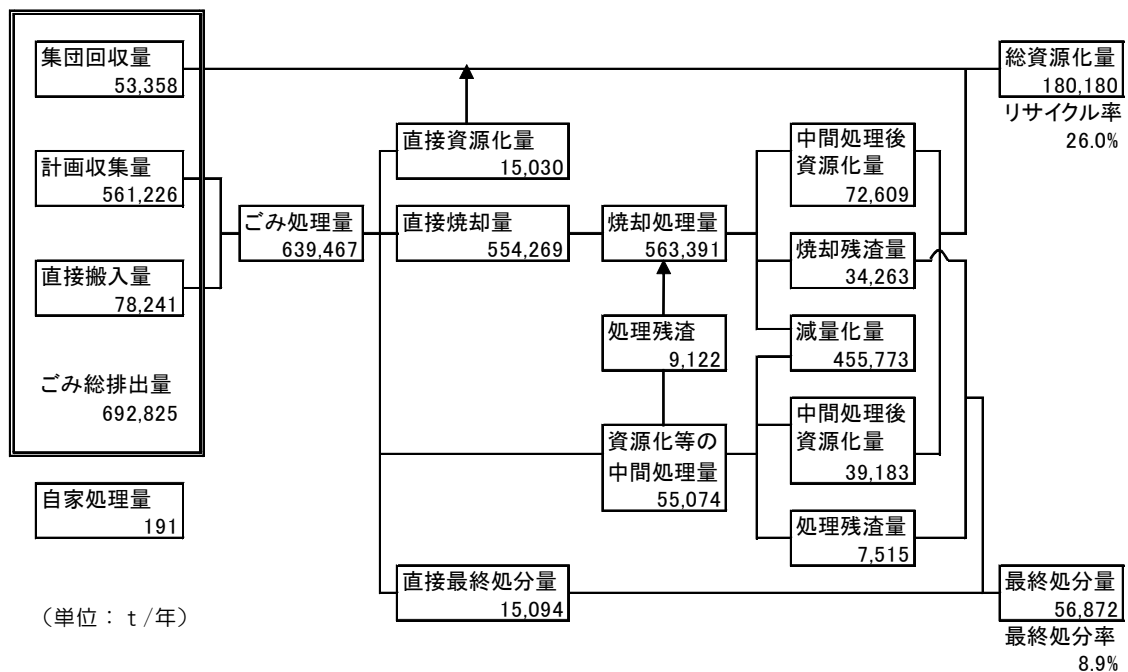 集団回収量
53,358
計画収集量
561,226
直接搬入量
78,241
ごみ総排出量
692,825
自家処理量
191
(単位:t/年)
ごみ処理量
639,467
直接資源化量
15,030
直接焼却量
554,269
直接最終処分量
15,094
焼却処理量
563,391
処理残渣
9,122
資源化等の
中間処理量
55,074
中間処理後
資源化量
72,609
焼却残渣量
34,263
減量化量
455,773
中間処理後
資源化量
39,183
処理残渣量
7,515
総資源化量
180,180
リサイクル率
26.0%
最終処分量
56,872
最終処分率
8.9%